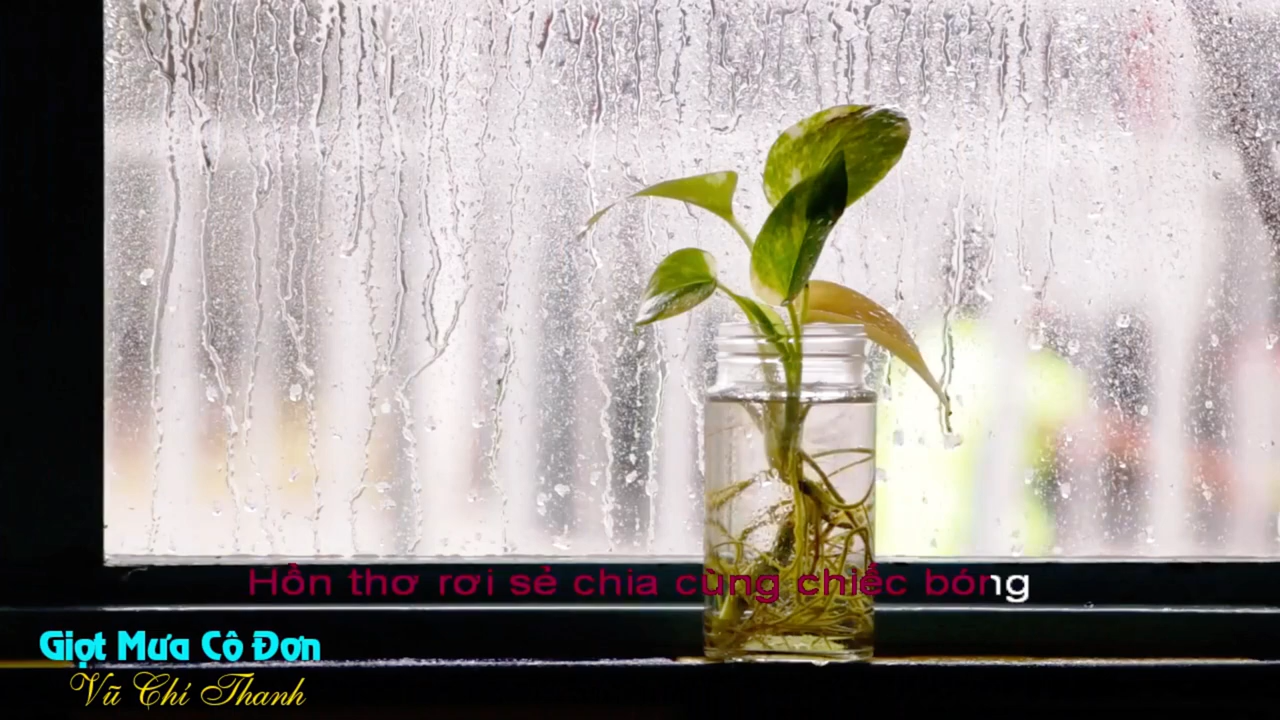 Hồn thơ rơi sẻ chia cùng chiếc bóng
Giọt Mưa Cô Đơn
Vũ Chí Thanh